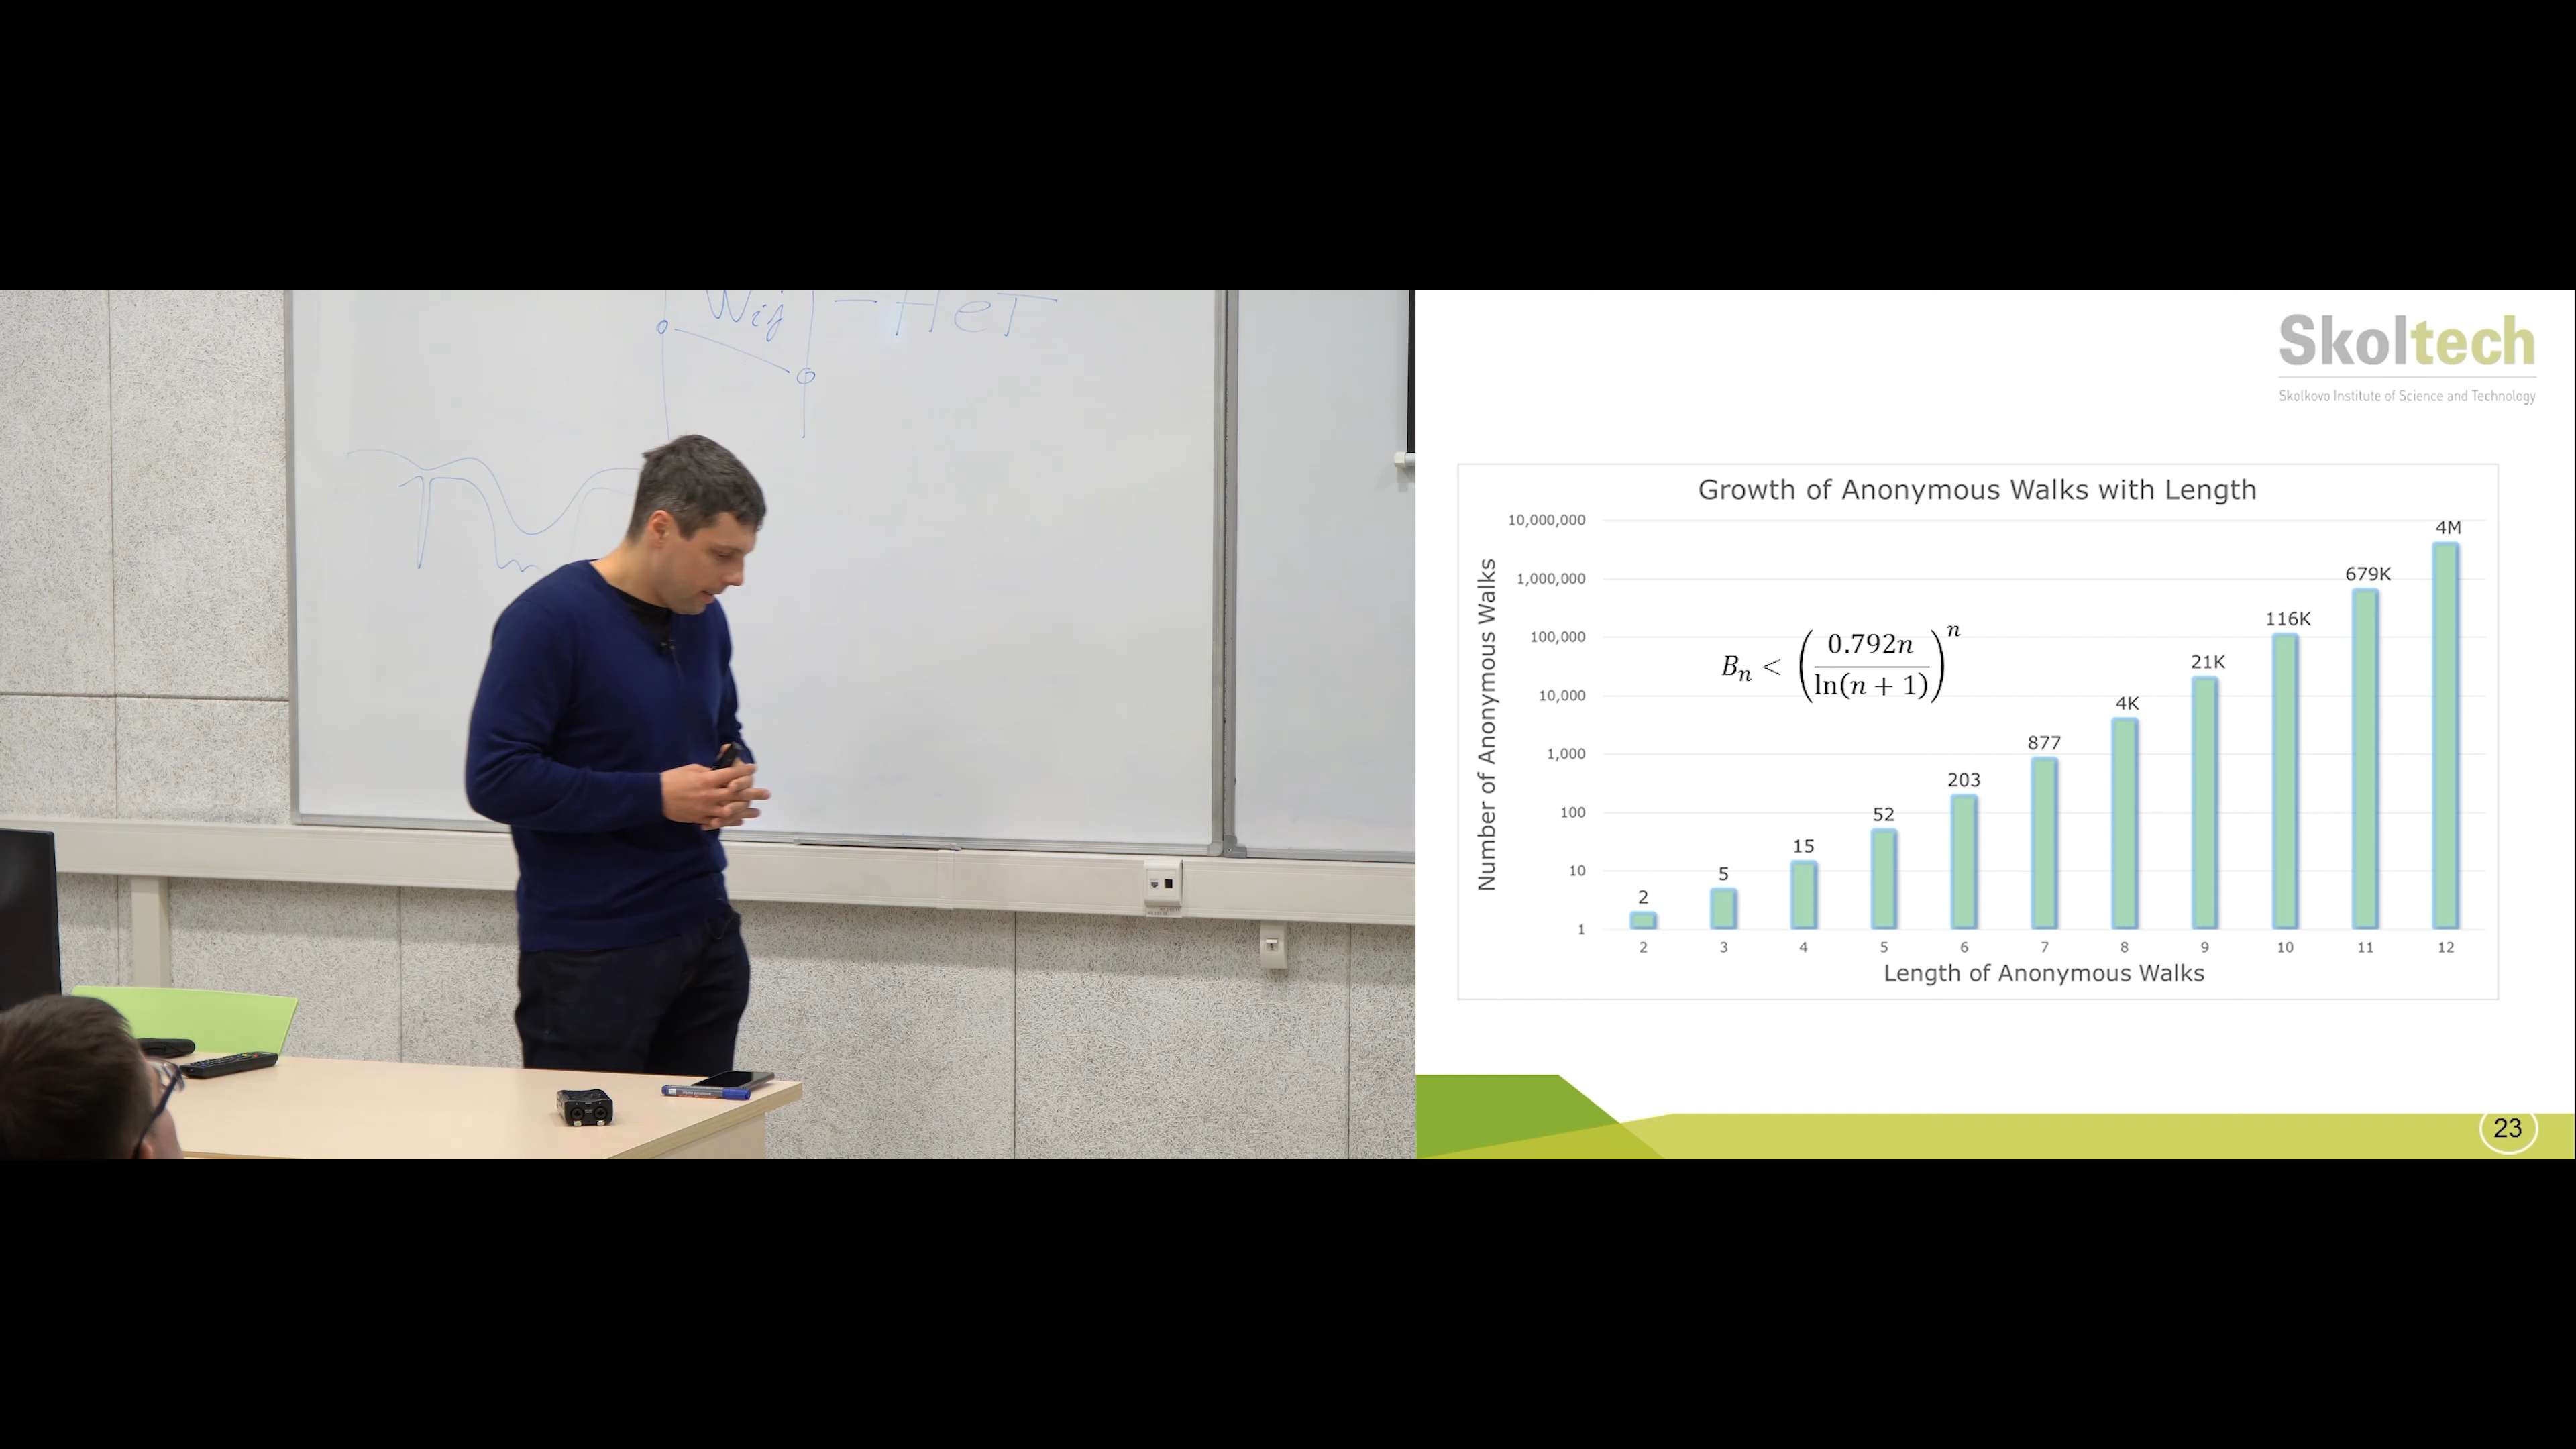 Wij - HeT
Skoltech
Skolkovo Institute of Science and Technology
Growth of Anonymous Walks with Length
Number of Anonymous Walks
10,000,000
1,000,000
100,000
10,000
1,000
100
10
1
B_n < (0.792n / ln(n + 1))^n
2
5
15
52
203
877
4K
21K
116K
679K
4M
2 3 4 5 6 7 8 9 10 11 12
Length of Anonymous Walks
23